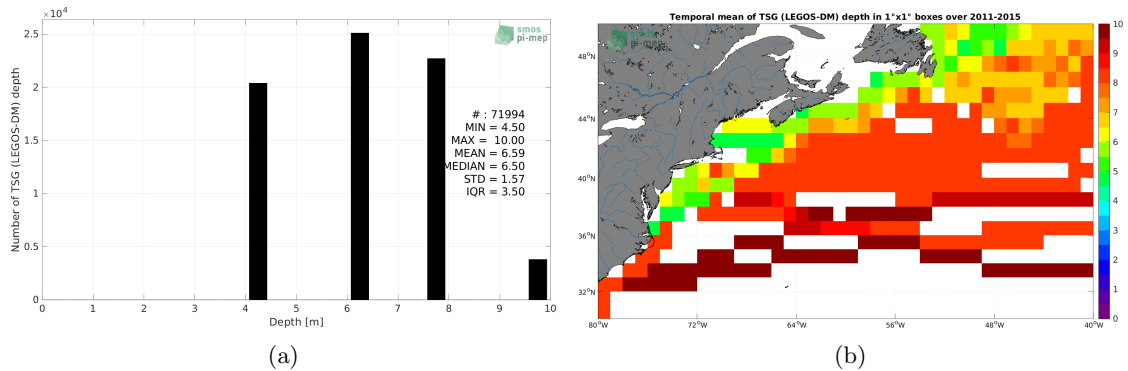 ×10⁴
2.5
2
1.5
1
0.5
0
Number of TSG (LEGOS-DM) depth
smos
pi-mep
# : 71994
MIN = 4.50
MAX = 10.00
MEAN = 6.59
MEDIAN = 6.50
STD = 1.57
IQR = 3.50
0 1 2 3 4 5 6 7 8 9 10
Depth [m]
(a)
Temporal mean of TSG (LEGOS-DM) depth in 1°x1° boxes over 2011-2015
smos
pi-mep
48°N
44°N
40°N
36°N
32°N
80°W 72°W 64°W 56°W 48°W 40°W
10
9
8
7
6
5
4
3
2
1
0
(b)